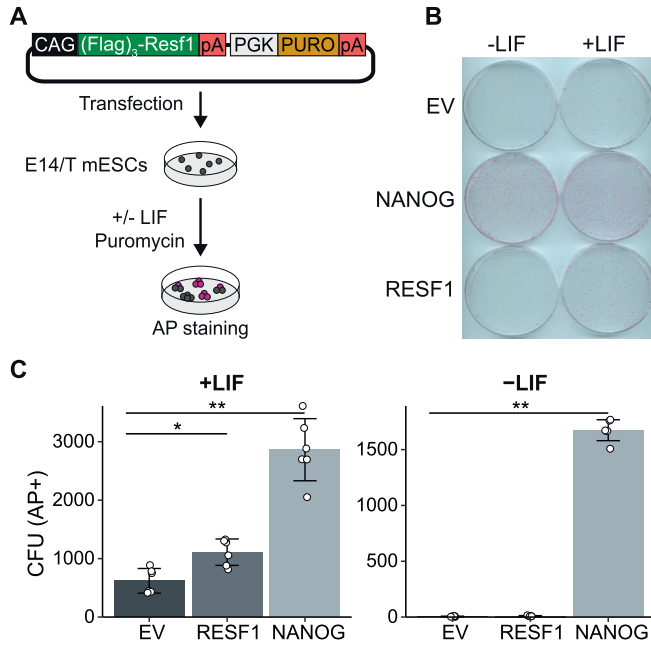 A
CAG (Flag)3-Resf1 pA PGK PURO pA
Transfection
E14/T mESCs
+/- LIF
Puromycin
AP staining
B
-LIF +LIF
EV
NANOG
RESF1
C
+LIF
**
*
CFU (AP+)
3000
2000
1000
0
EV RESF1 NANOG
−LIF
**
1500
1000
500
0
EV RESF1 NANOG